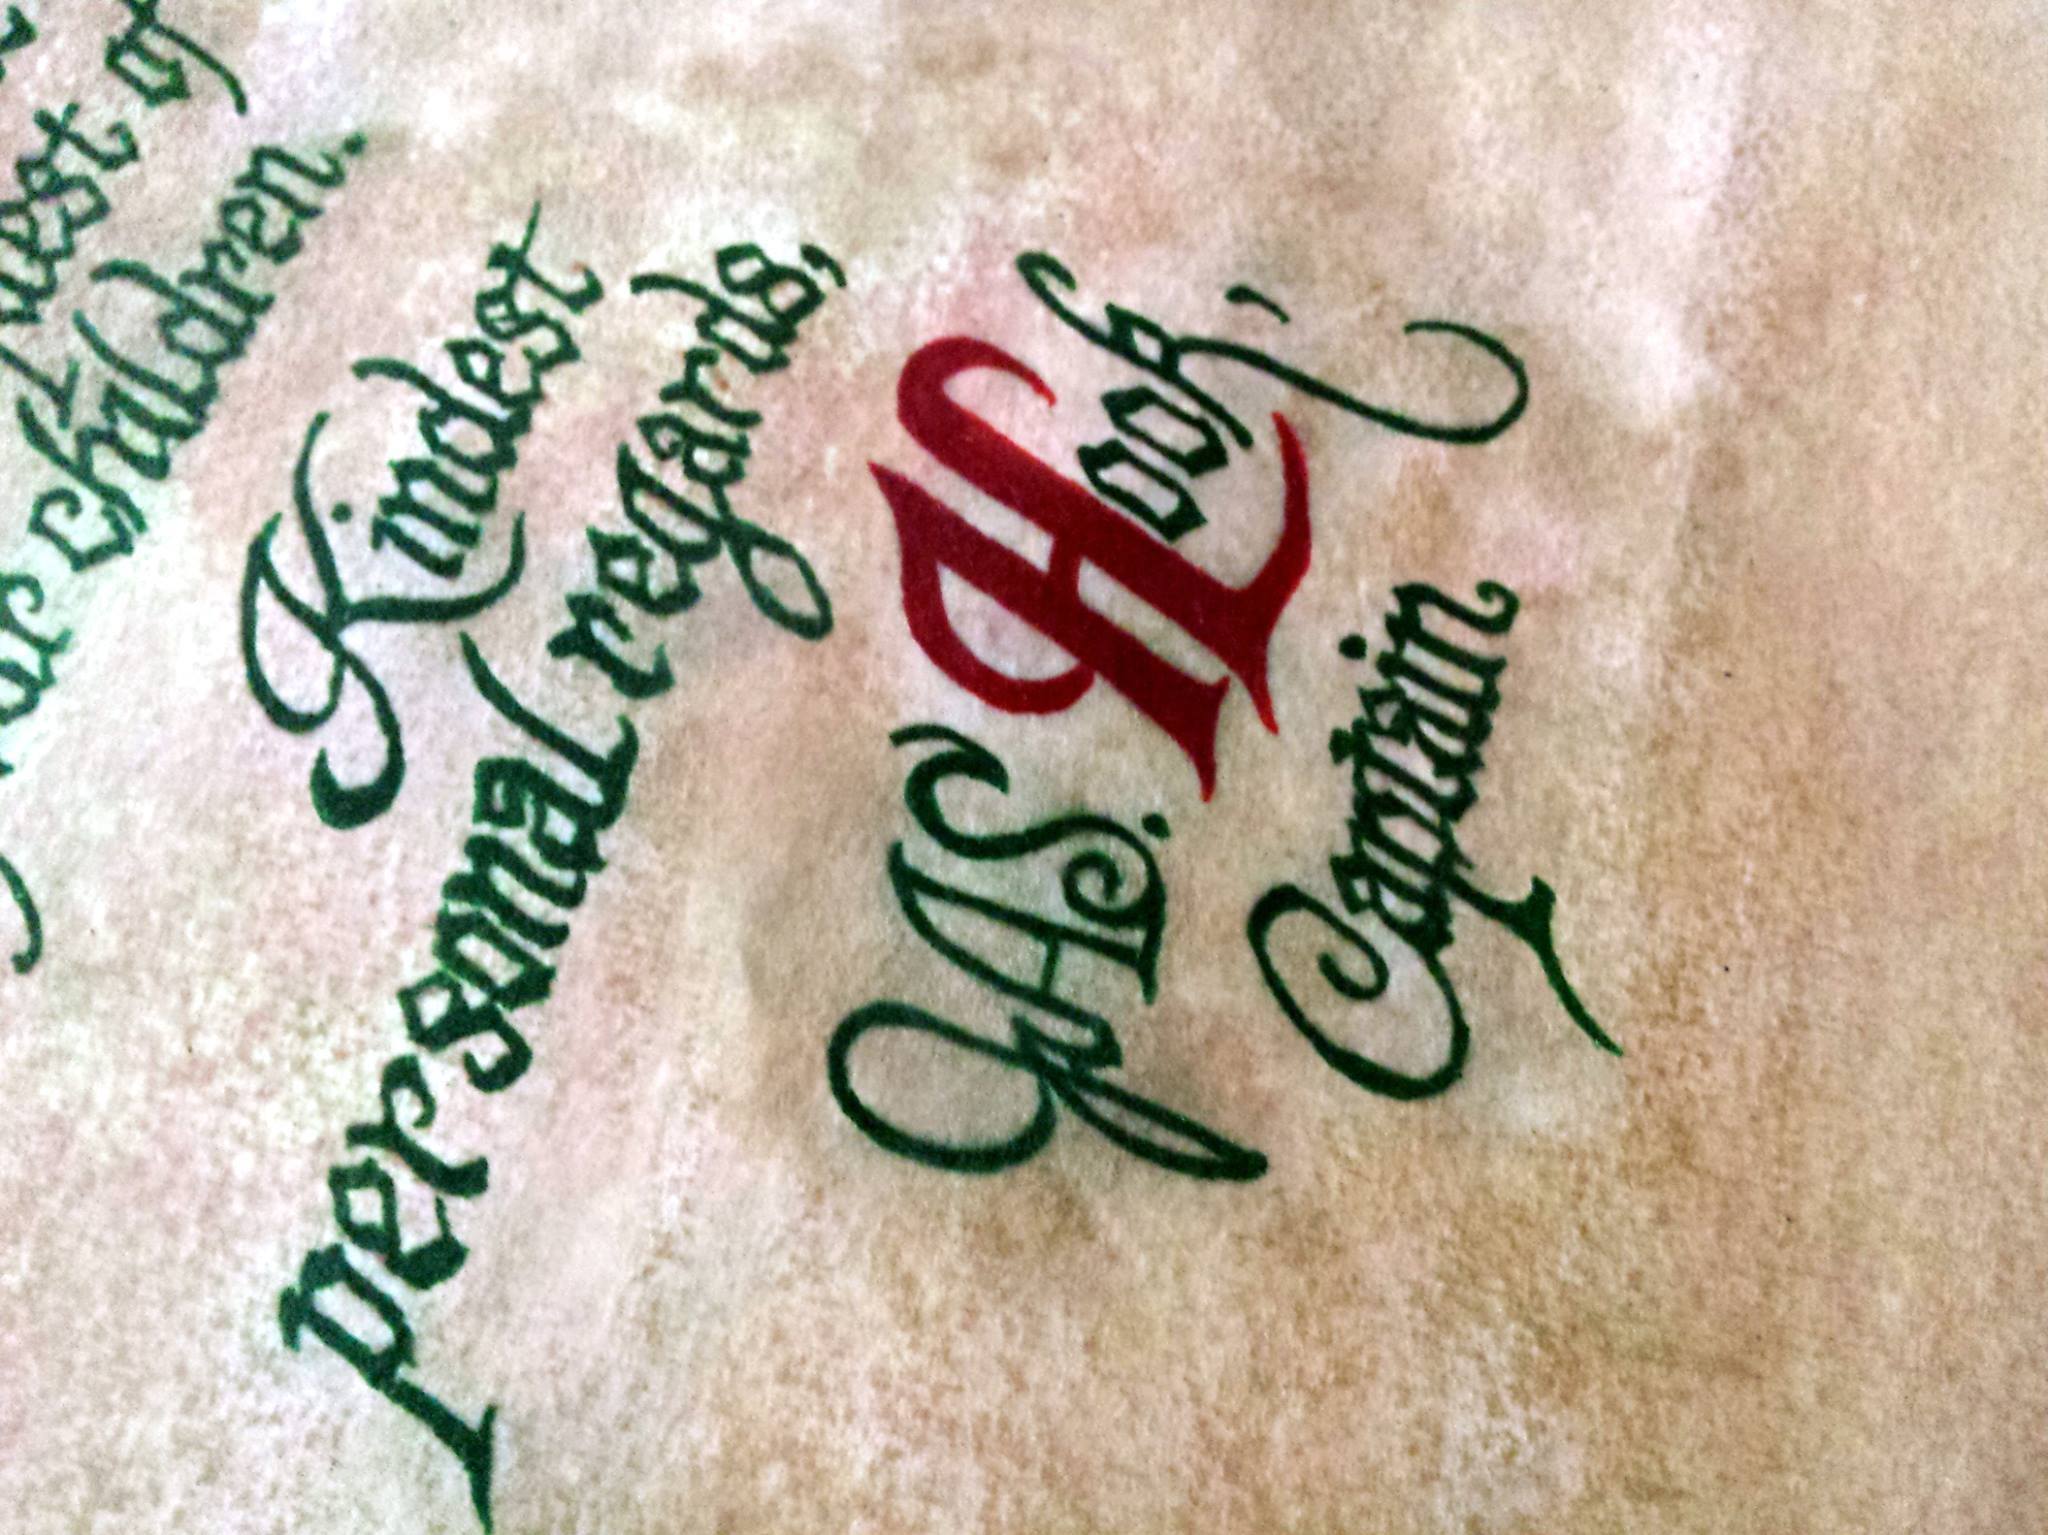 children.
Kindest
personal regards,
JAS. Hook,
Captain